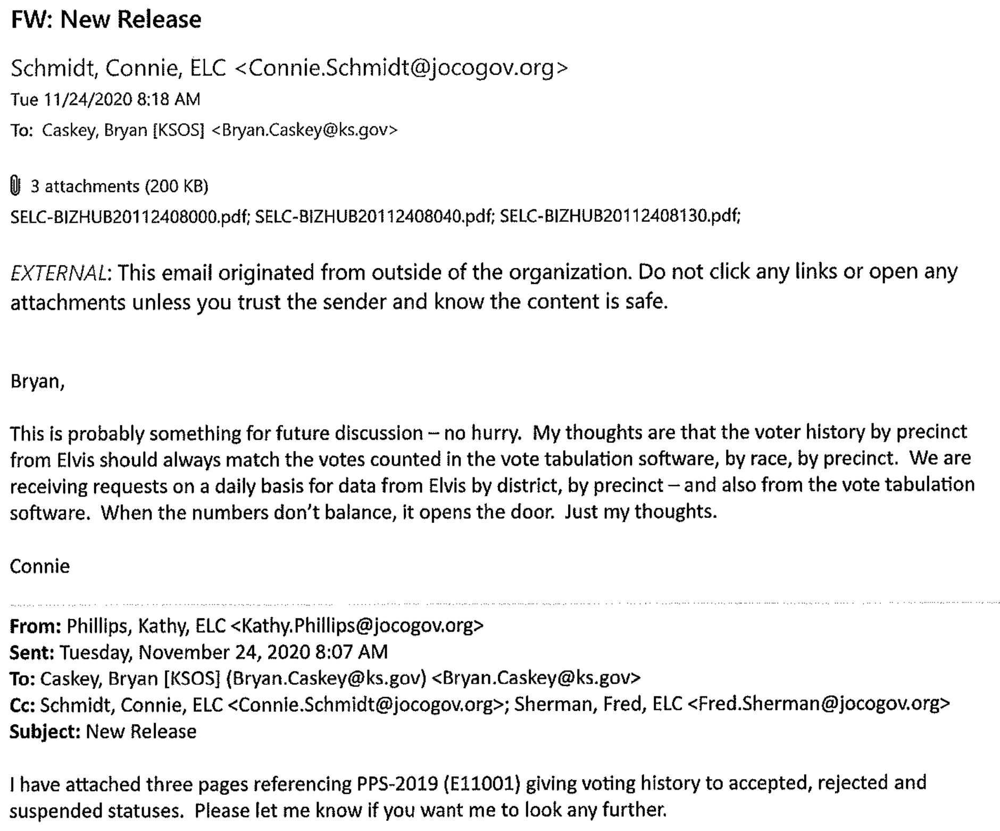 FW: New Release
Schmidt, Connie, ELC <Connie.Schmidt@jocogov.org>
Tue 11/24/2020 8:18 AM
To: Caskey, Bryan [KSOS] <Bryan.Caskey@ks.gov>
3 attachments (200 KB)
SELC-BIZHUB20112408000.pdf; SELC-BIZHUB20112408040.pdf; SELC-BIZHUB20112408130.pdf;
EXTERNAL: This email originated from outside of the organization. Do not click any links or open any
attachments unless you trust the sender and know the content is safe.
Bryan,
This is probably something for future discussion – no hurry. My thoughts are that the voter history by precinct
from Elvis should always match the votes counted in the vote tabulation software, by race, by precinct. We are
receiving requests on a daily basis for data from Elvis by district, by precinct – and also from the vote tabulation
software. When the numbers don't balance, it opens the door. Just my thoughts.
Connie
From: Phillips, Kathy, ELC <Kathy.Phillips@jocogov.org>
Sent: Tuesday, November 24, 2020 8:07 AM
To: Caskey, Bryan [KSOS] (Bryan.Caskey@ks.gov) <Bryan.Caskey@ks.gov>
Cc: Schmidt, Connie, ELC <Connie.Schmidt@jocogov.org>; Sherman, Fred, ELC <Fred.Sherman@jocogov.org>
Subject: New Release
I have attached three pages referencing PPS-2019 (E11001) giving voting history to accepted, rejected and
suspended statuses. Please let me know if you want me to look any further.